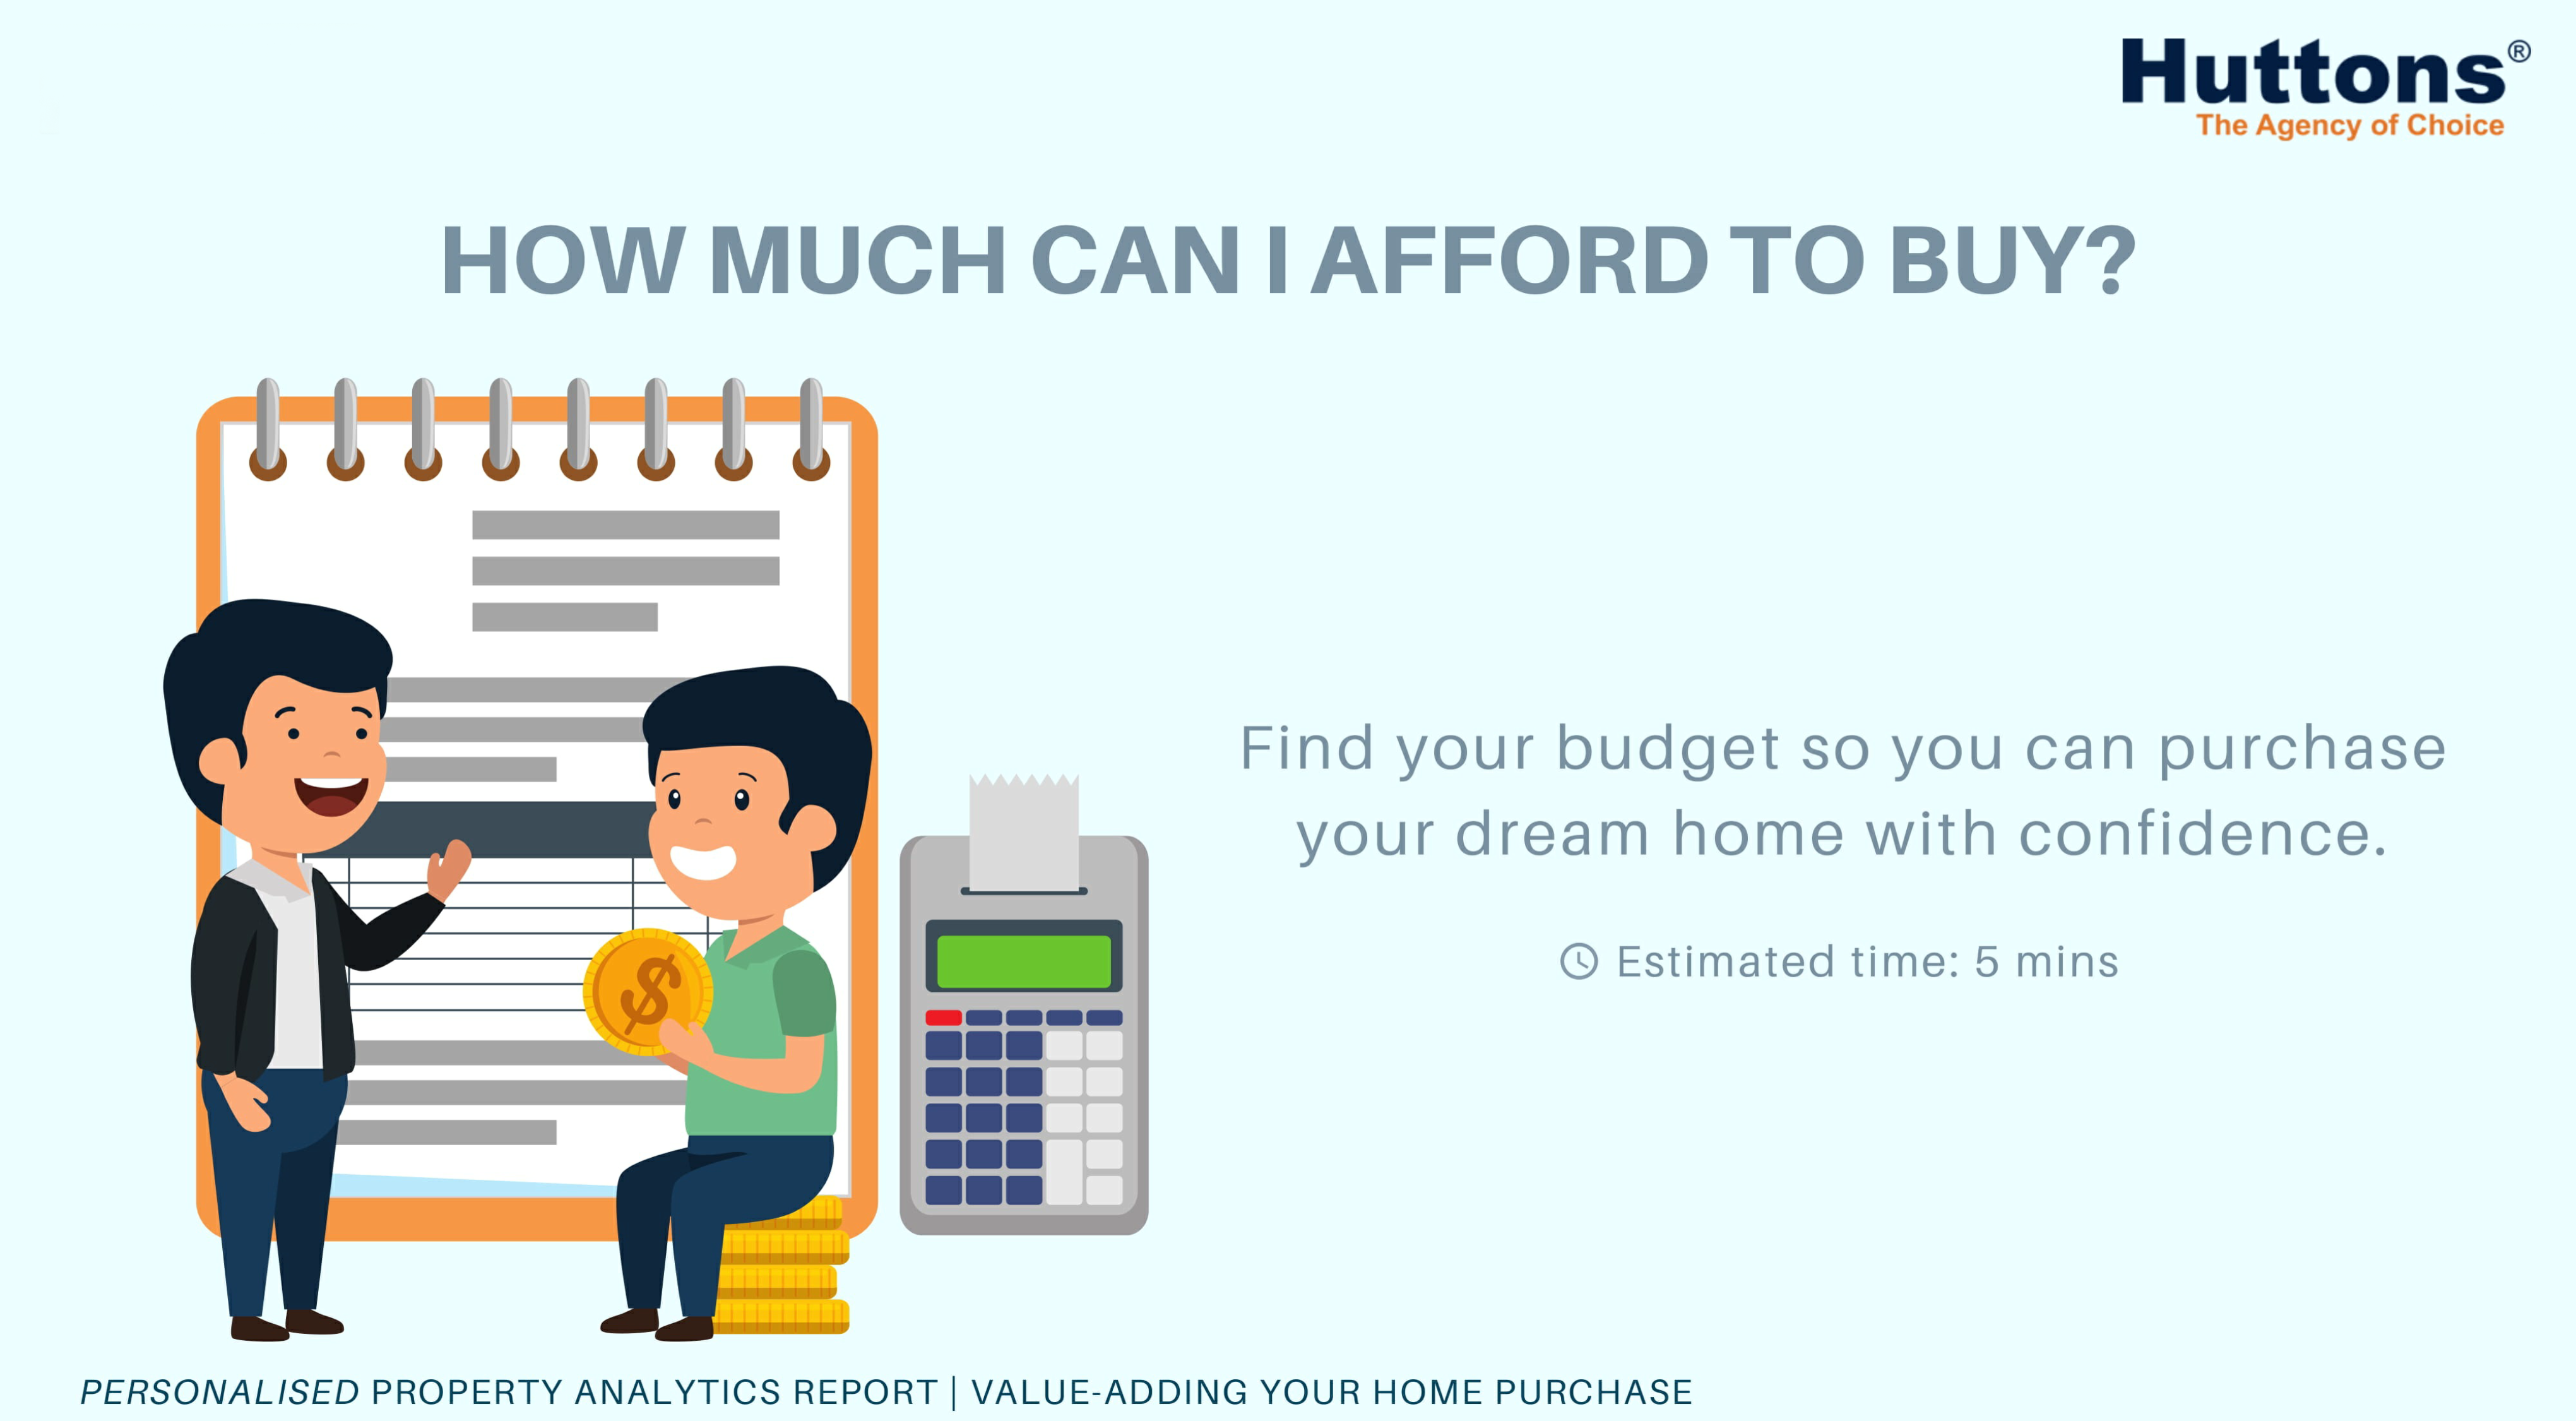 Huttons®
The Agency of Choice
HOW MUCH CAN I AFFORD TO BUY?
Find your budget so you can purchase
your dream home with confidence.
Estimated time: 5 mins
$
PERSONALISED PROPERTY ANALYTICS REPORT | VALUE-ADDING YOUR HOME PURCHASE